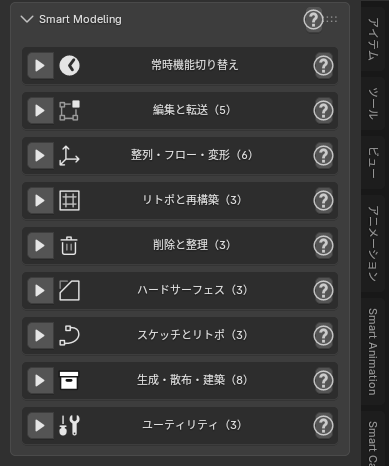 Smart Modeling
常時機能切り替え
編集と転送（5）
整列・フロー・変形（6）
リトポと再構築（3）
削除と整理（3）
ハードサーフェス（3）
スケッチとリトポ（3）
生成・散布・建築（8）
ユーティリティ（3）
アイテム
ツール
ビュー
アニメーション
Smart Animation
Smart Ca